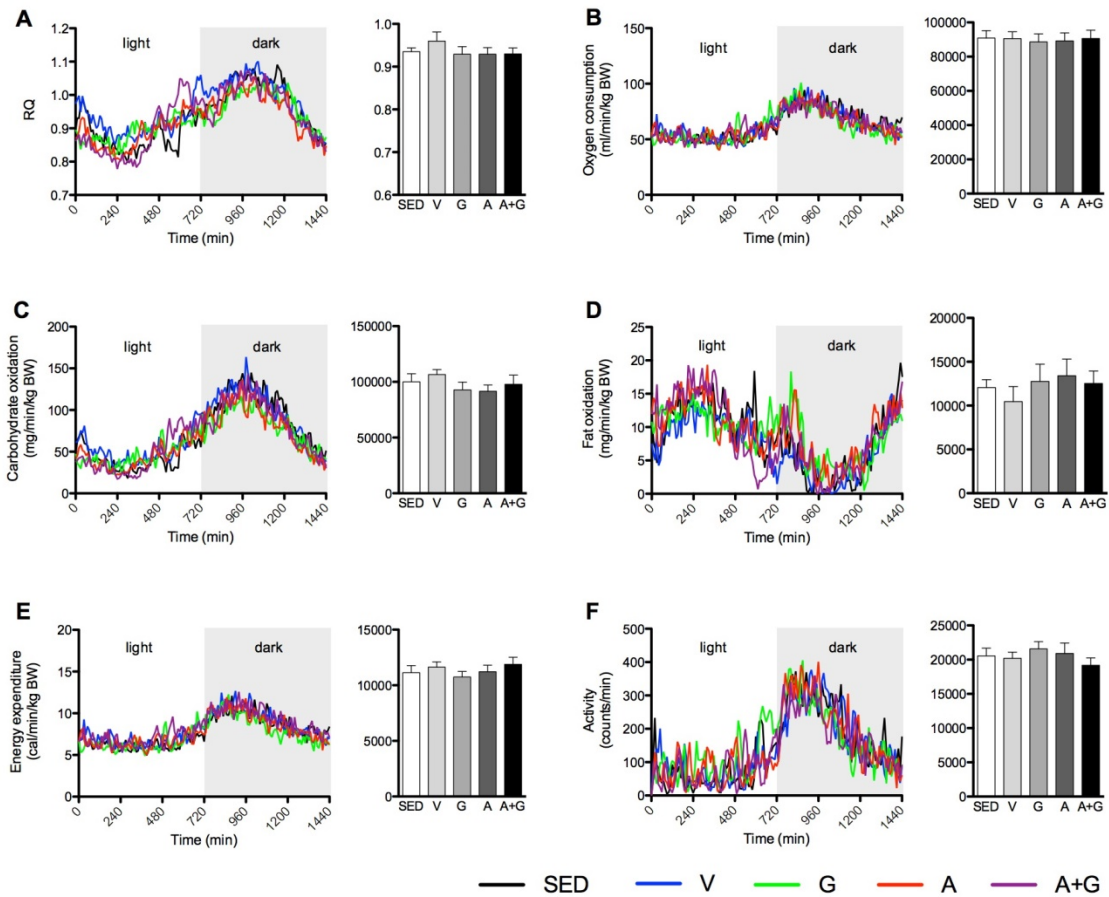 A
RQ
1.2
1.1
1.0
0.9
0.8
0.7
light
dark
0
240
480
720
960
1200
1440
Time (min)
1.0
0.9
0.8
0.7
0.6
SED V G A A+G
B
Oxygen consumption
(ml/min/kg BW)
150
100
50
0
light
dark
0
240
480
720
960
1200
1440
Time (min)
100000
80000
60000
40000
20000
0
SED V G A A+G
C
Carbohydrate oxidation
(mg/min/kg BW)
200
150
100
50
0
light
dark
0
240
480
720
960
1200
1440
Time (min)
150000
100000
50000
0
SED V G A A+G
D
Fat oxidation
(mg/min/kg BW)
25
20
15
10
5
0
light
dark
0
240
480
720
960
1200
1440
Time (min)
20000
15000
10000
5000
0
SED V G A A+G
E
Energy expenditure
(cal/min/kg BW)
20
15
10
5
0
light
dark
0
240
480
720
960
1200
1440
Time (min)
15000
10000
5000
0
SED V G A A+G
F
Activity
(counts/min)
500
400
300
200
100
0
light
dark
0
240
480
720
960
1200
1440
Time (min)
25000
20000
15000
10000
5000
0
SED V G A A+G
SED V G A A+G